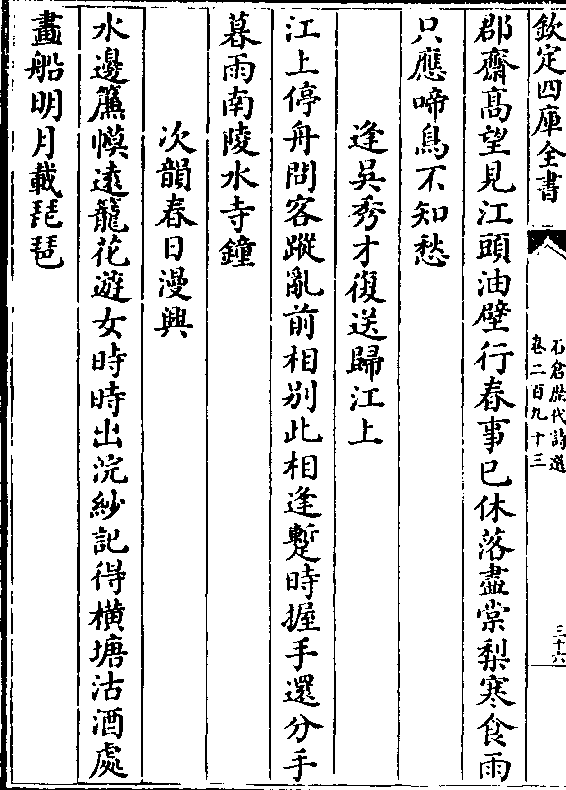 欽定四庫全書
石倉歴代詩選
卷二百九十三
三十六
郡齋髙望見江頭油壁行春事已休落盡棠梨寒食雨
只應啼鳥不知愁
逢吳秀才復送歸江上
江上停舟問客蹤亂前相别此相逢蹔時握手還分手
暮雨南陵水寺鐘
次韻春日漫興
水邊簾幙逺籠花遊女時時出浣紗記得横塘沽酒處
畫船明月載琵琶